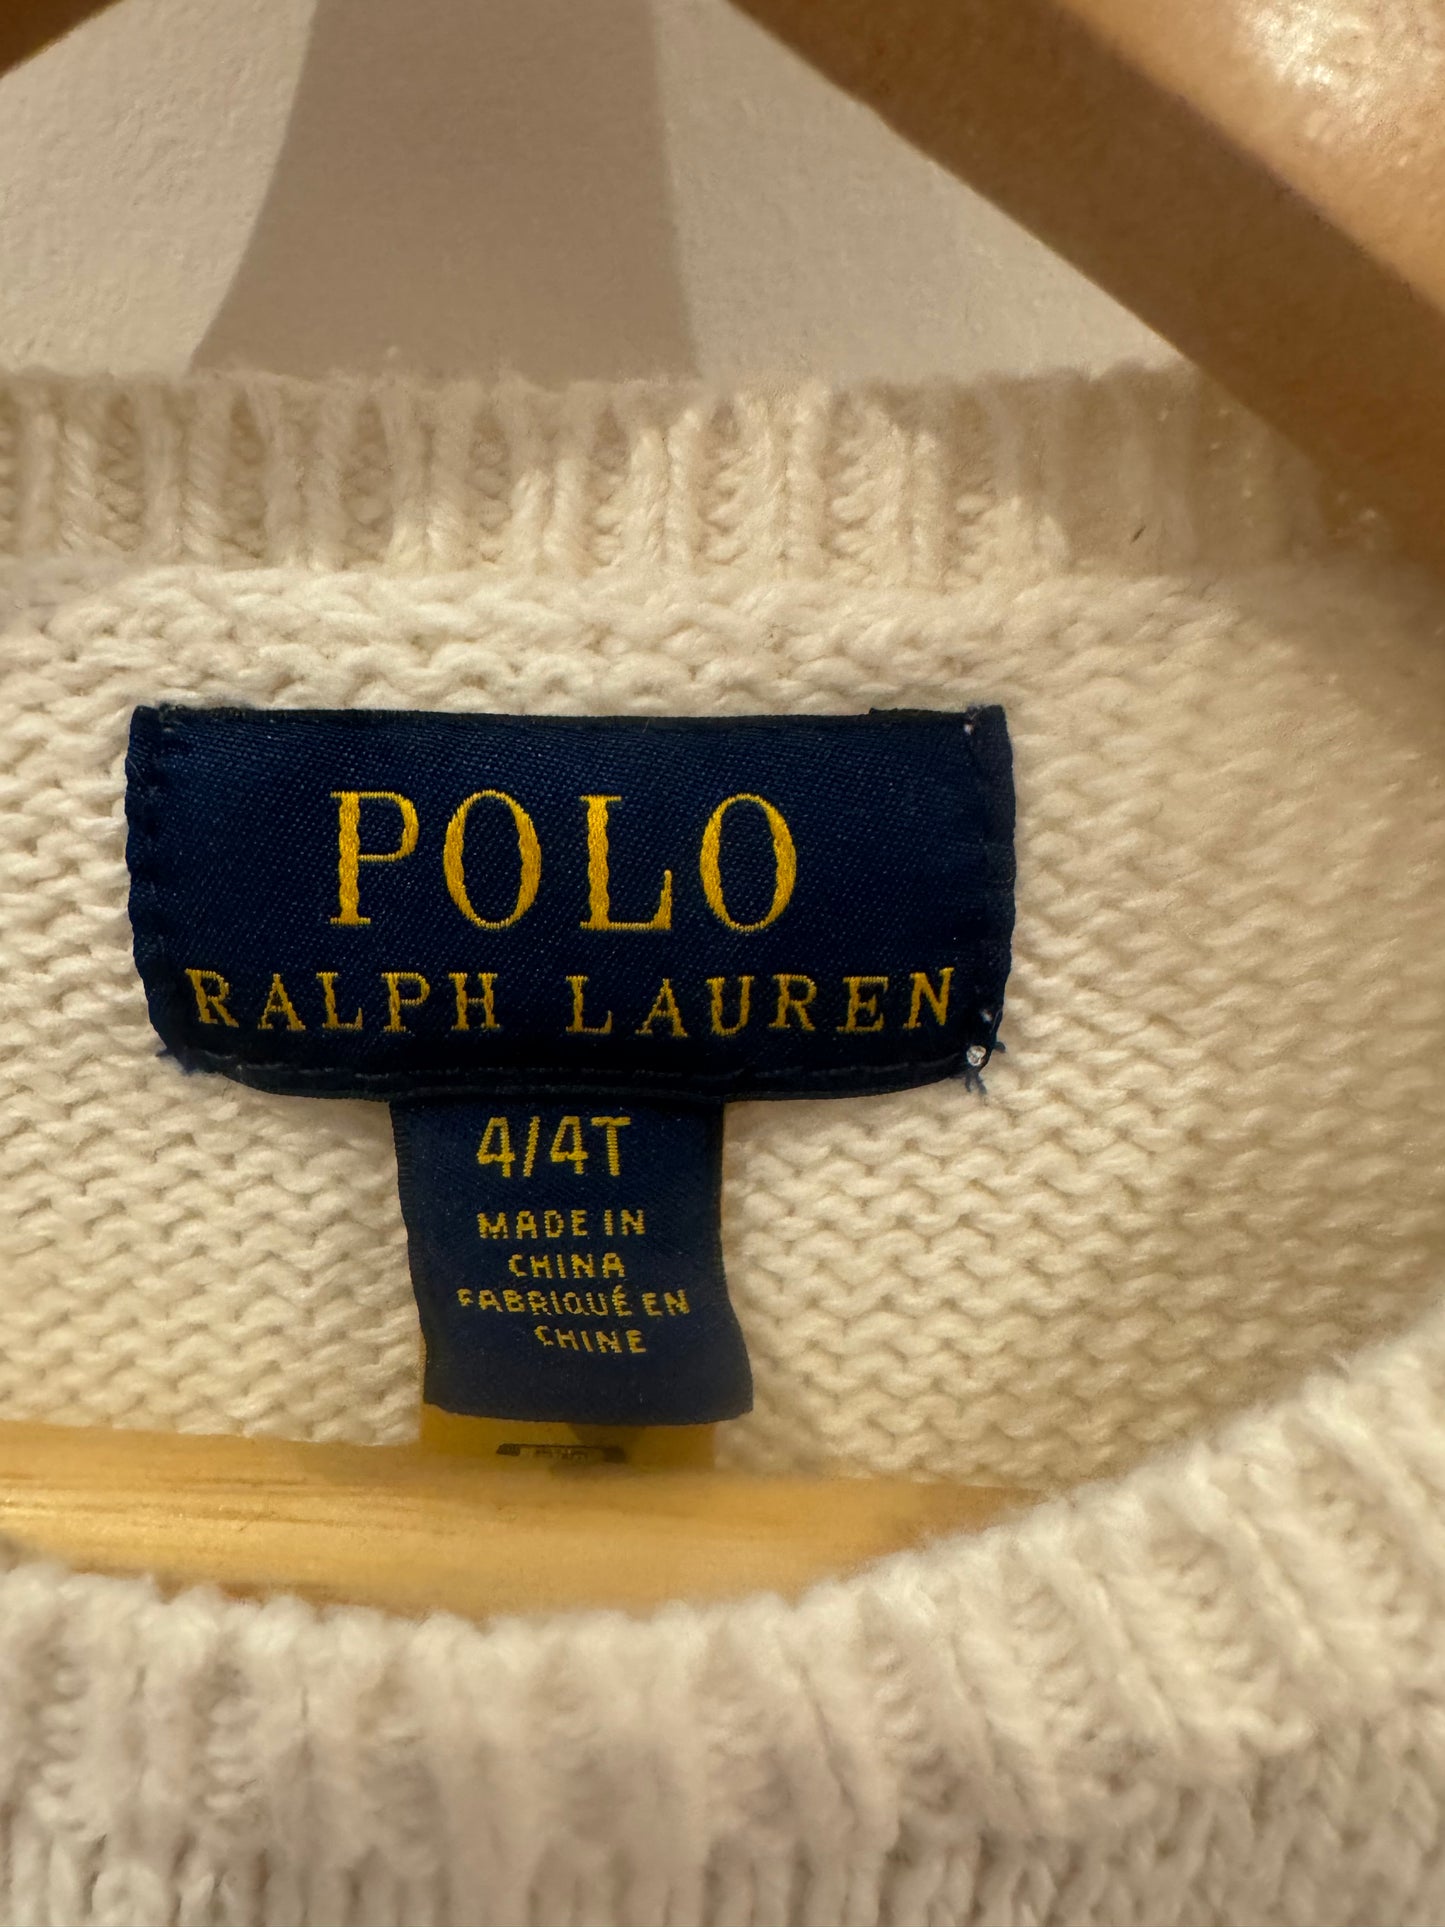 POLO
RALPH LAUREN
4/4T
MADE IN
CHINA
FABRIQUÉ EN
CHINE